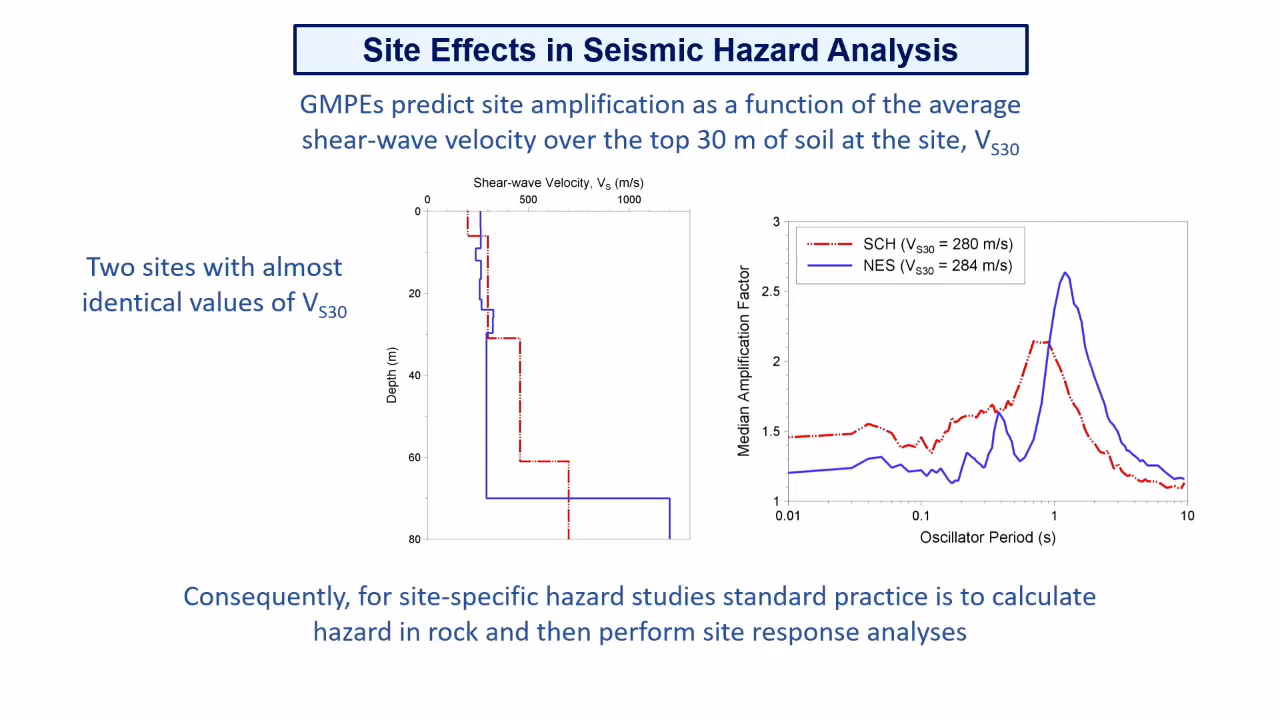 Site Effects in Seismic Hazard Analysis
GMPEs predict site amplification as a function of the average
shear-wave velocity over the top 30 m of soil at the site, VS30
Two sites with almost
identical values of VS30
Shear-wave Velocity, VS (m/s)
0 500 1000
0
20
40
60
80
Depth (m)
3
2.5
2
1.5
1
Median Amplification Factor
SCH (VS30 = 280 m/s)
NES (VS30 = 284 m/s)
0.01 0.1 1 10
Oscillator Period (s)
Consequently, for site-specific hazard studies standard practice is to calculate
hazard in rock and then perform site response analyses